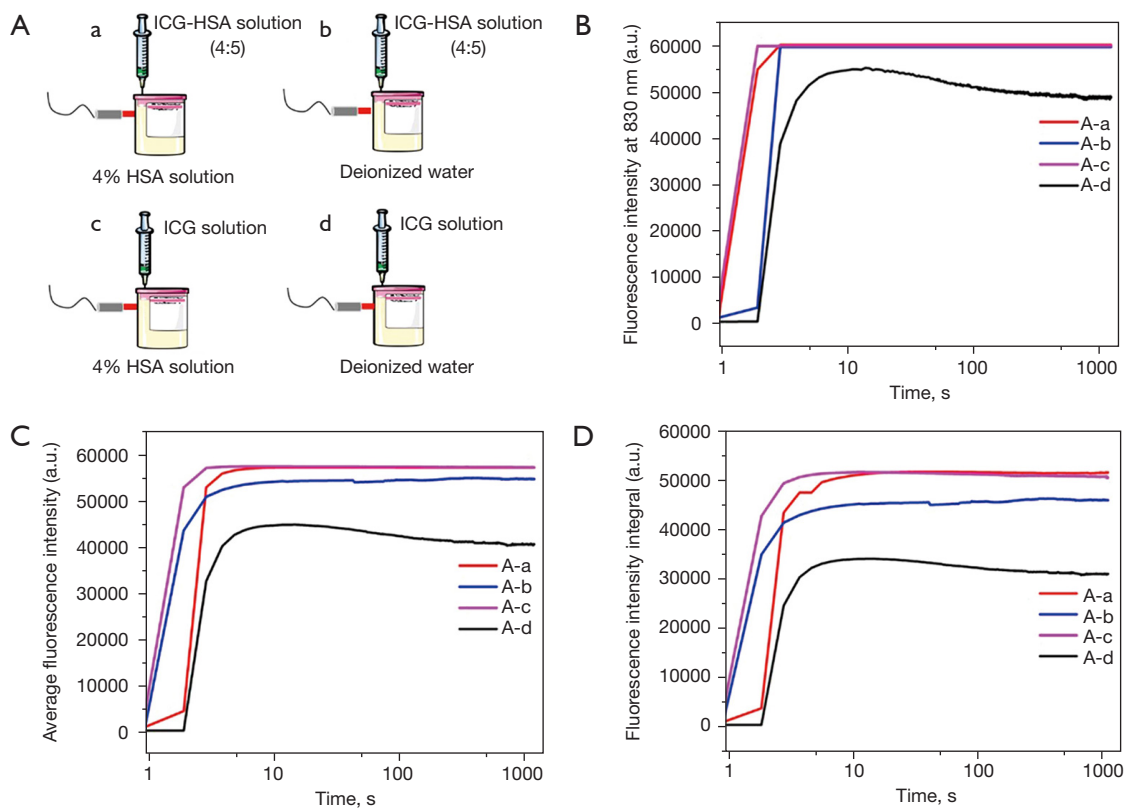 A
a
ICG-HSA solution
(4:5)
4% HSA solution
b
ICG-HSA solution
(4:5)
Deionized water
c
ICG solution
4% HSA solution
d
ICG solution
Deionized water
B
Fluorescence intensity at 830 nm (a.u.)
60000
50000
40000
30000
20000
10000
0
A-a
A-b
A-c
A-d
1
10
100
1000
Time, s
C
Average fluorescence intensity (a.u.)
60000
50000
40000
30000
20000
10000
0
A-a
A-b
A-c
A-d
1
10
100
1000
Time, s
D
Fluorescence intensity integral (a.u.)
60000
50000
40000
30000
20000
10000
0
A-a
A-b
A-c
A-d
1
10
100
1000
Time, s